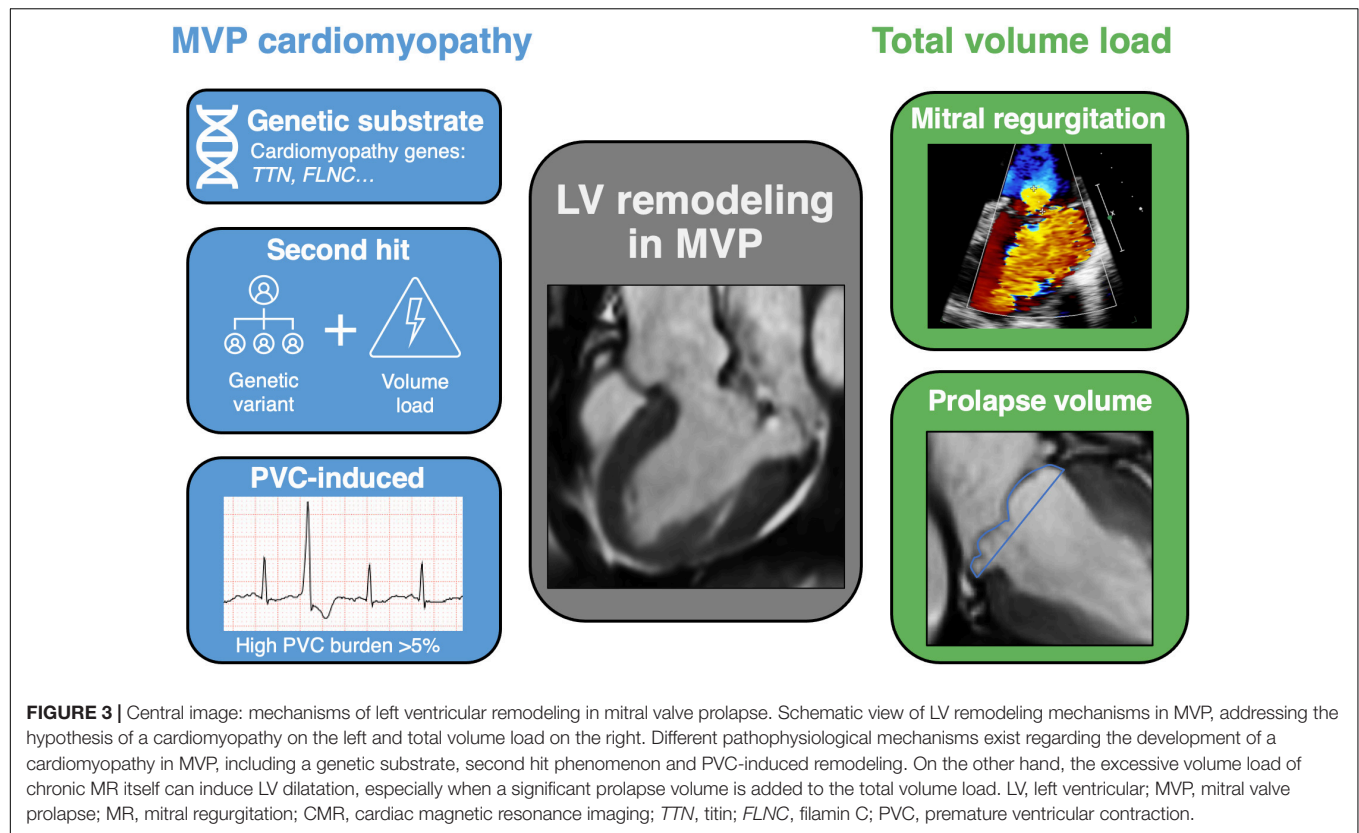 MVP cardiomyopathy
Total volume load
Genetic substrate
Cardiomyopathy genes:
TTN, FLNC...
Second hit
+
Genetic
variant
Volume
load
PVC-induced
High PVC burden >5%
LV remodeling
in MVP
Mitral regurgitation
Prolapse volume
FIGURE 3 | Central image: mechanisms of left ventricular remodeling in mitral valve prolapse. Schematic view of LV remodeling mechanisms in MVP, addressing the
hypothesis of a cardiomyopathy on the left and total volume load on the right. Different pathophysiological mechanisms exist regarding the development of a
cardiomyopathy in MVP, including a genetic substrate, second hit phenomenon and PVC-induced remodeling. On the other hand, the excessive volume load of
chronic MR itself can induce LV dilatation, especially when a significant prolapse volume is added to the total volume load. LV, left ventricular; MVP, mitral valve
prolapse; MR, mitral regurgitation; CMR, cardiac magnetic resonance imaging; TTN, titin; FLNC, filamin C; PVC, premature ventricular contraction.